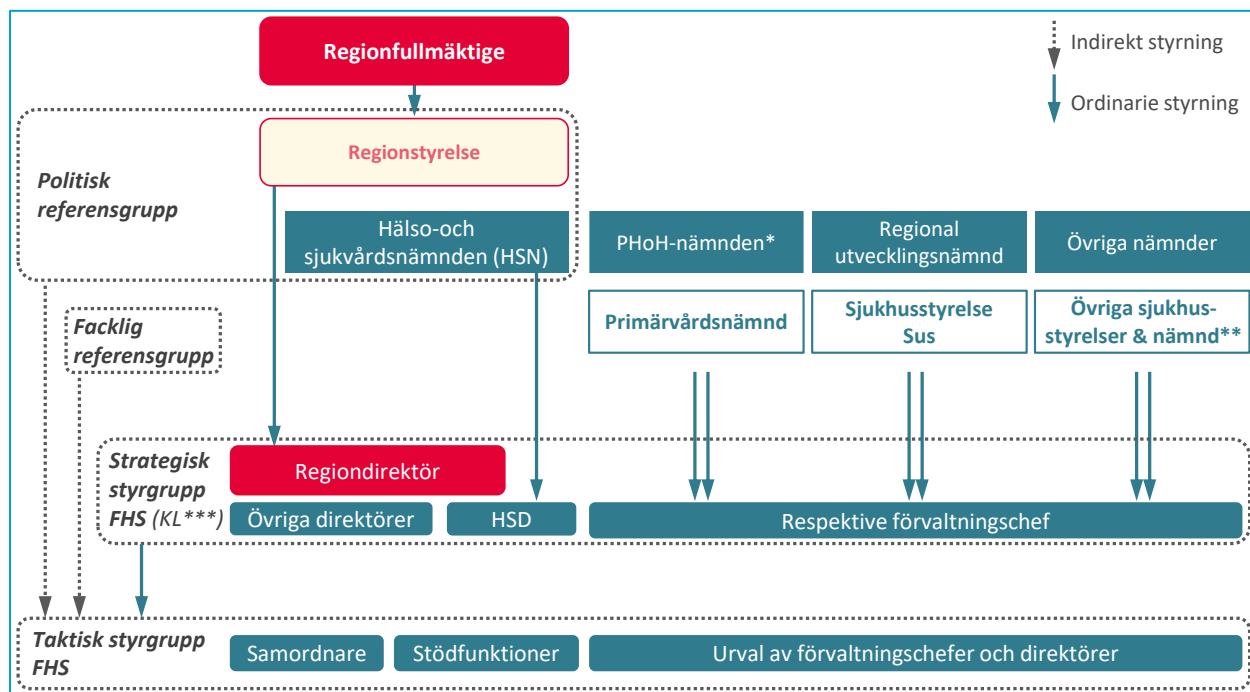 Regionfullmäktige
Indirekt styrning
Ordinarie styrning
Regionstyrelse
Politisk
referensgrupp
Hälso-och
sjukvårdsnämnden (HSN)
PHoH-nämnden*
Regional
utvecklingsnämnd
Övriga nämnder
Primärvårdsnämnd
Sjukhusstyrelse
Sus
Övriga sjukhus-
styrelser & nämnd**
Facklig
referensgrupp
Strategisk
styrgrupp
FHS (KL***)
Regiondirektör
Övriga direktörer
HSD
Respektive förvaltningschef
Taktisk styrgrupp
FHS
Samordnare
Stödfunktioner
Urval av förvaltningschefer och direktörer